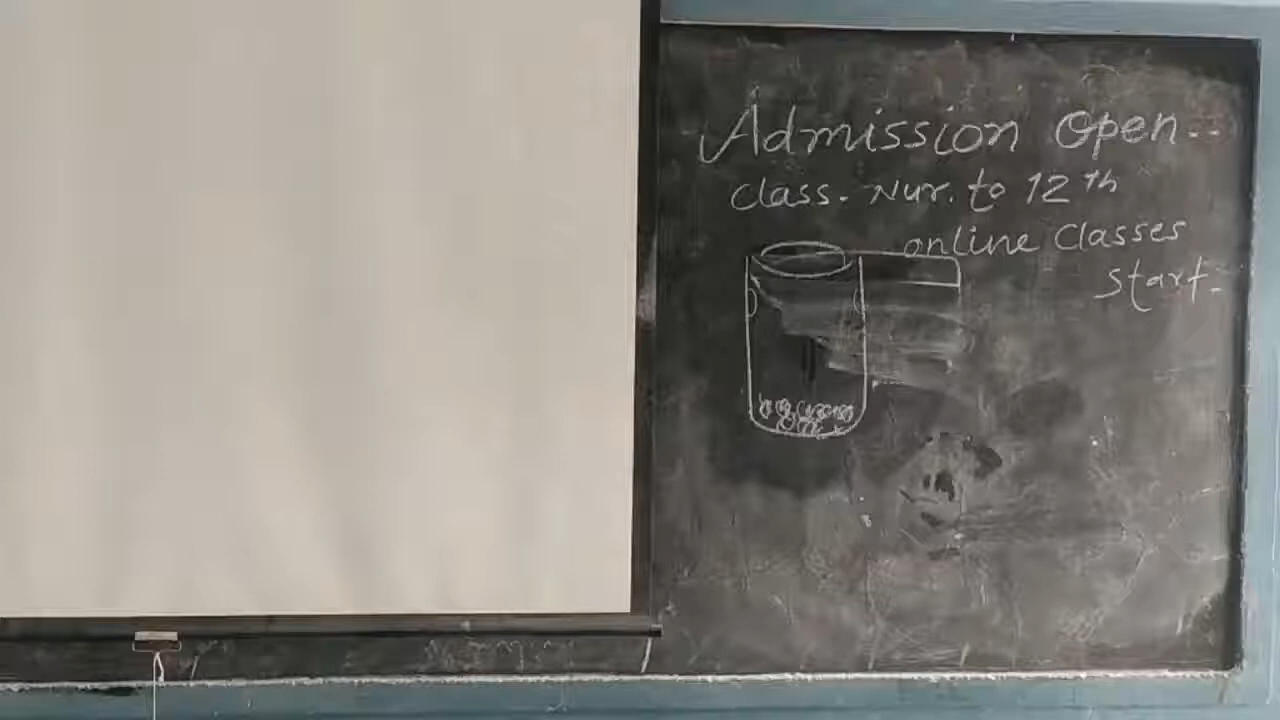 Admission Open..
class. Nur. to 12th
online classes
start.